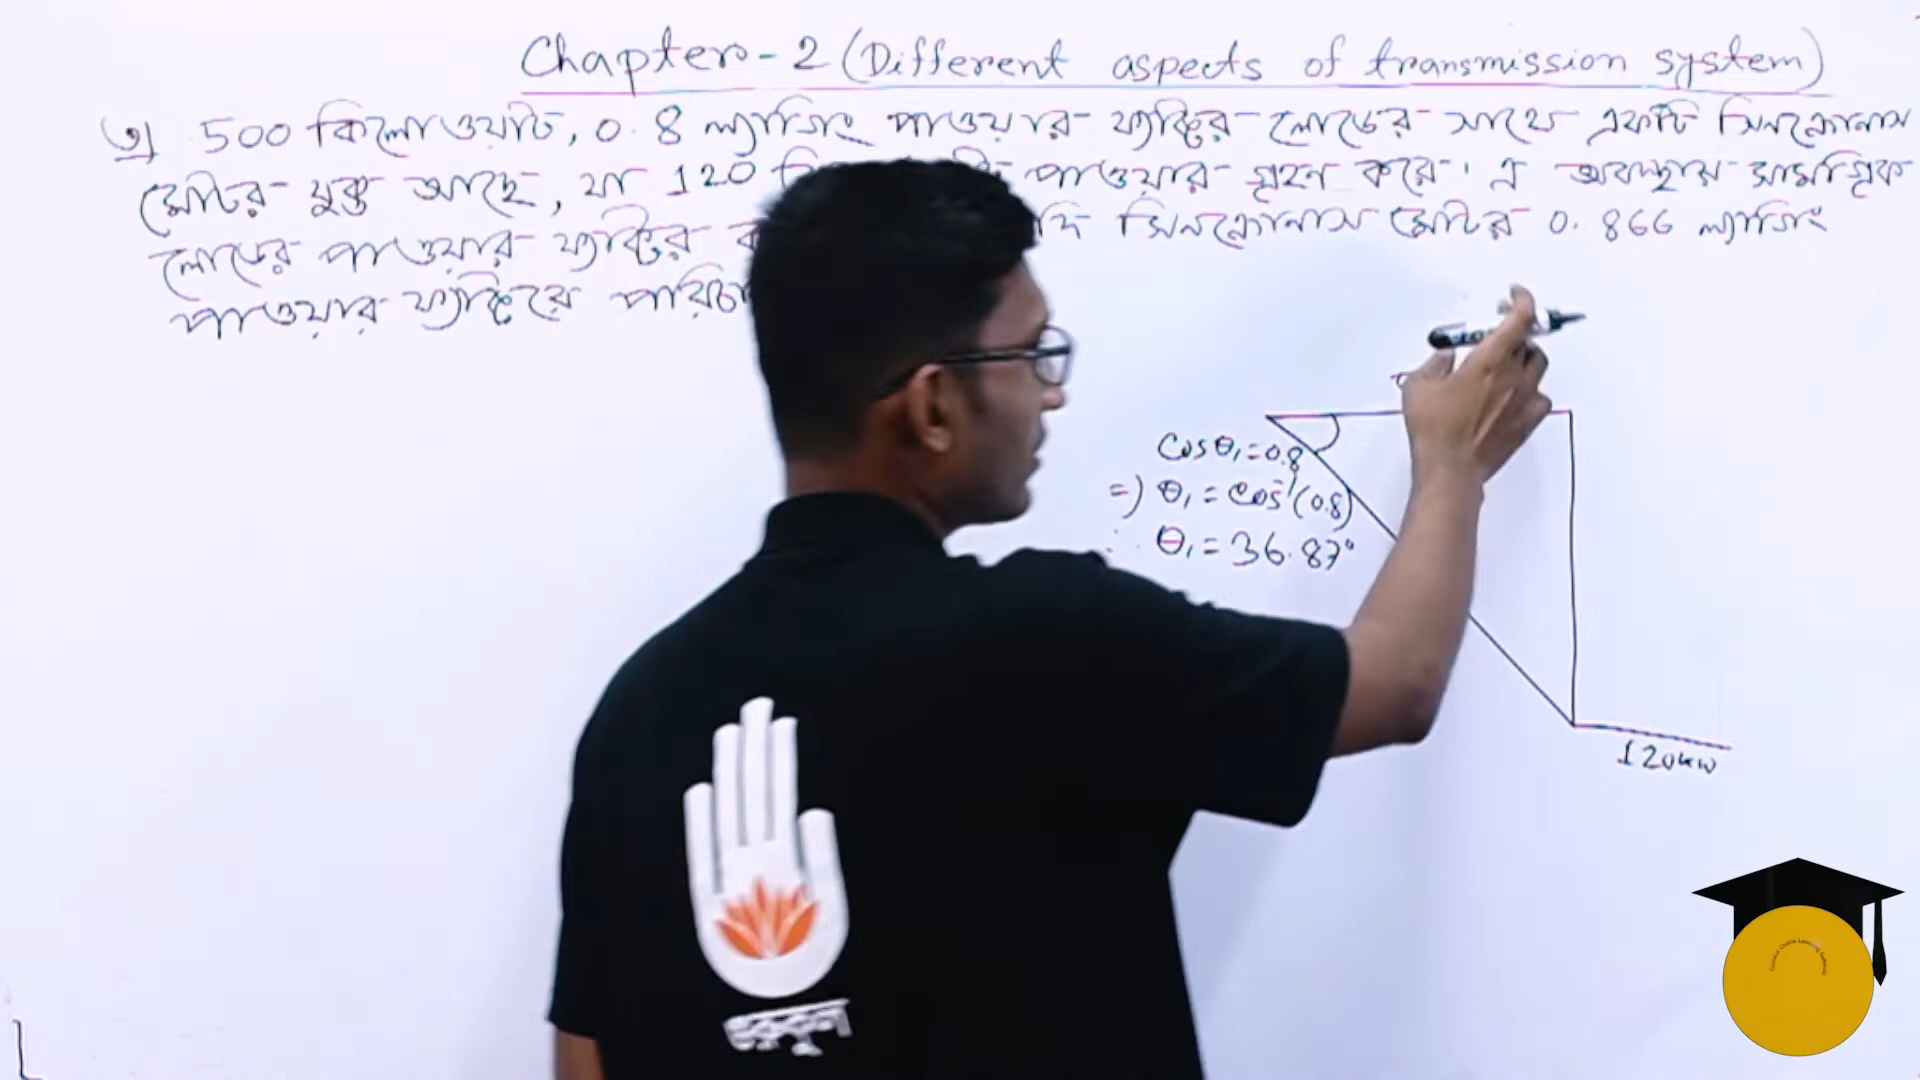 Chapter-2 (Different aspects of transmission system)
৩) 500 কিলোওয়াট, 0.8 ল্যাগিং পাওয়ার ফ্যাক্টর লোডের সাথে একটি সিনক্রোনাস
মোটর যুক্ত আছে, যা 120 পাওয়ার গ্রহন করে। এ অবস্থায় সামগ্রিক
লোডের পাওয়ার ফ্যাক্টর সিনক্রোনাস মোটর 0.866 ল্যাগিং
পাওয়ার ফ্যাক্টরে
cosθ₁=0.8
=) θ₁ = cos⁻¹(0.8)
∴ θ₁ = 36.87°
120kw